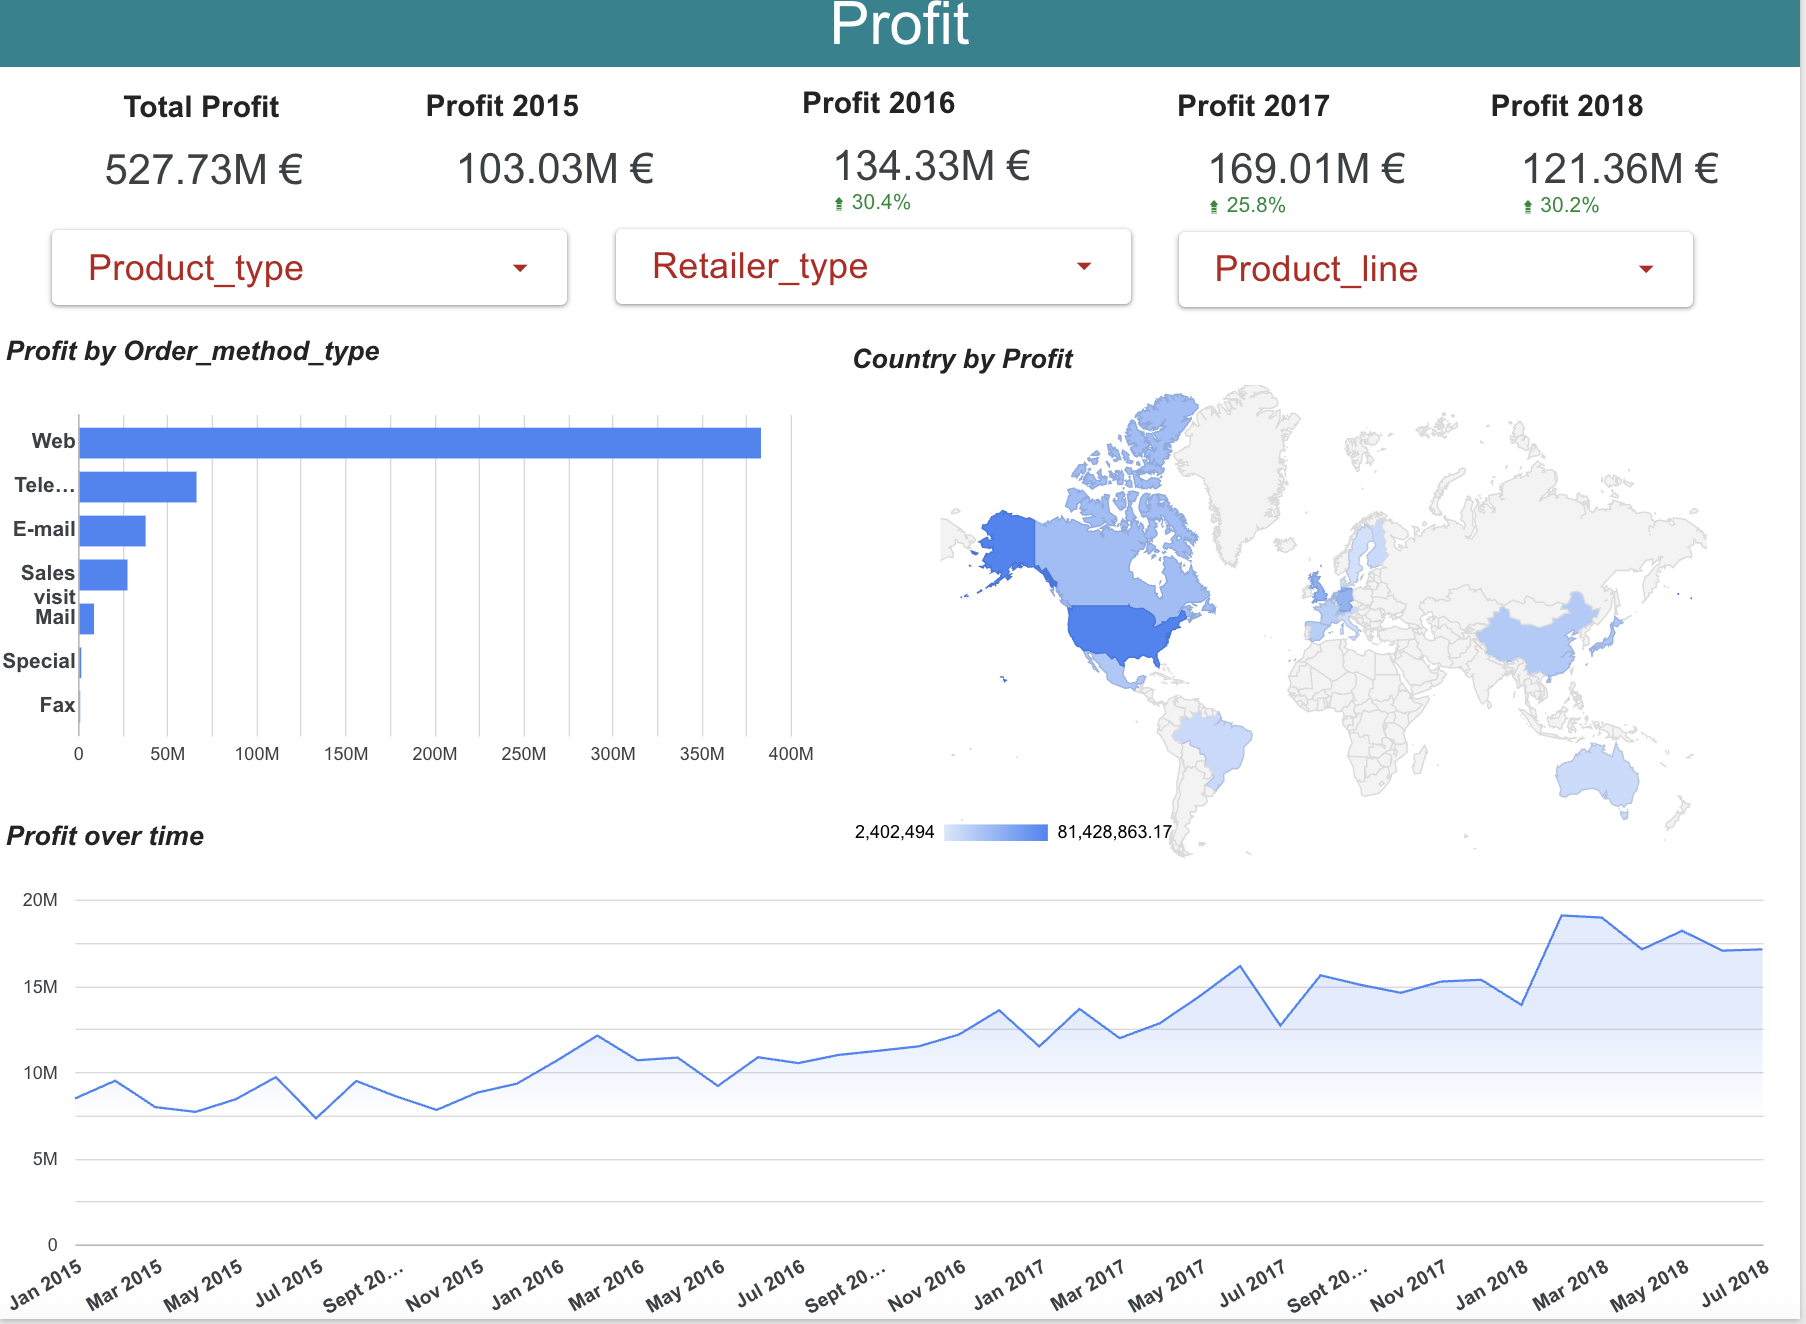 Profit
Total Profit
527.73M €
Profit 2015
103.03M €
Profit 2016
134.33M €
30.4%
Profit 2017
169.01M €
25.8%
Profit 2018
121.36M €
30.2%
Product_type
Retailer_type
Product_line
Profit by Order_method_type
Web
Tele...
E-mail
Sales
visit
Mail
Special
Fax
0 50M 100M 150M 200M 250M 300M 350M 400M
Country by Profit
2,402,494 81,428,863.17
Profit over time
20M
15M
10M
5M
0
Jan 2015 Mar 2015 May 2015 Jul 2015 Sept 20... Nov 2015 Jan 2016 Mar 2016 May 2016 Jul 2016 Sept 20... Nov 2016 Jan 2017 Mar 2017 May 2017 Jul 2017 Sept 20... Nov 2017 Jan 2018 Mar 2018 May 2018 Jul 2018